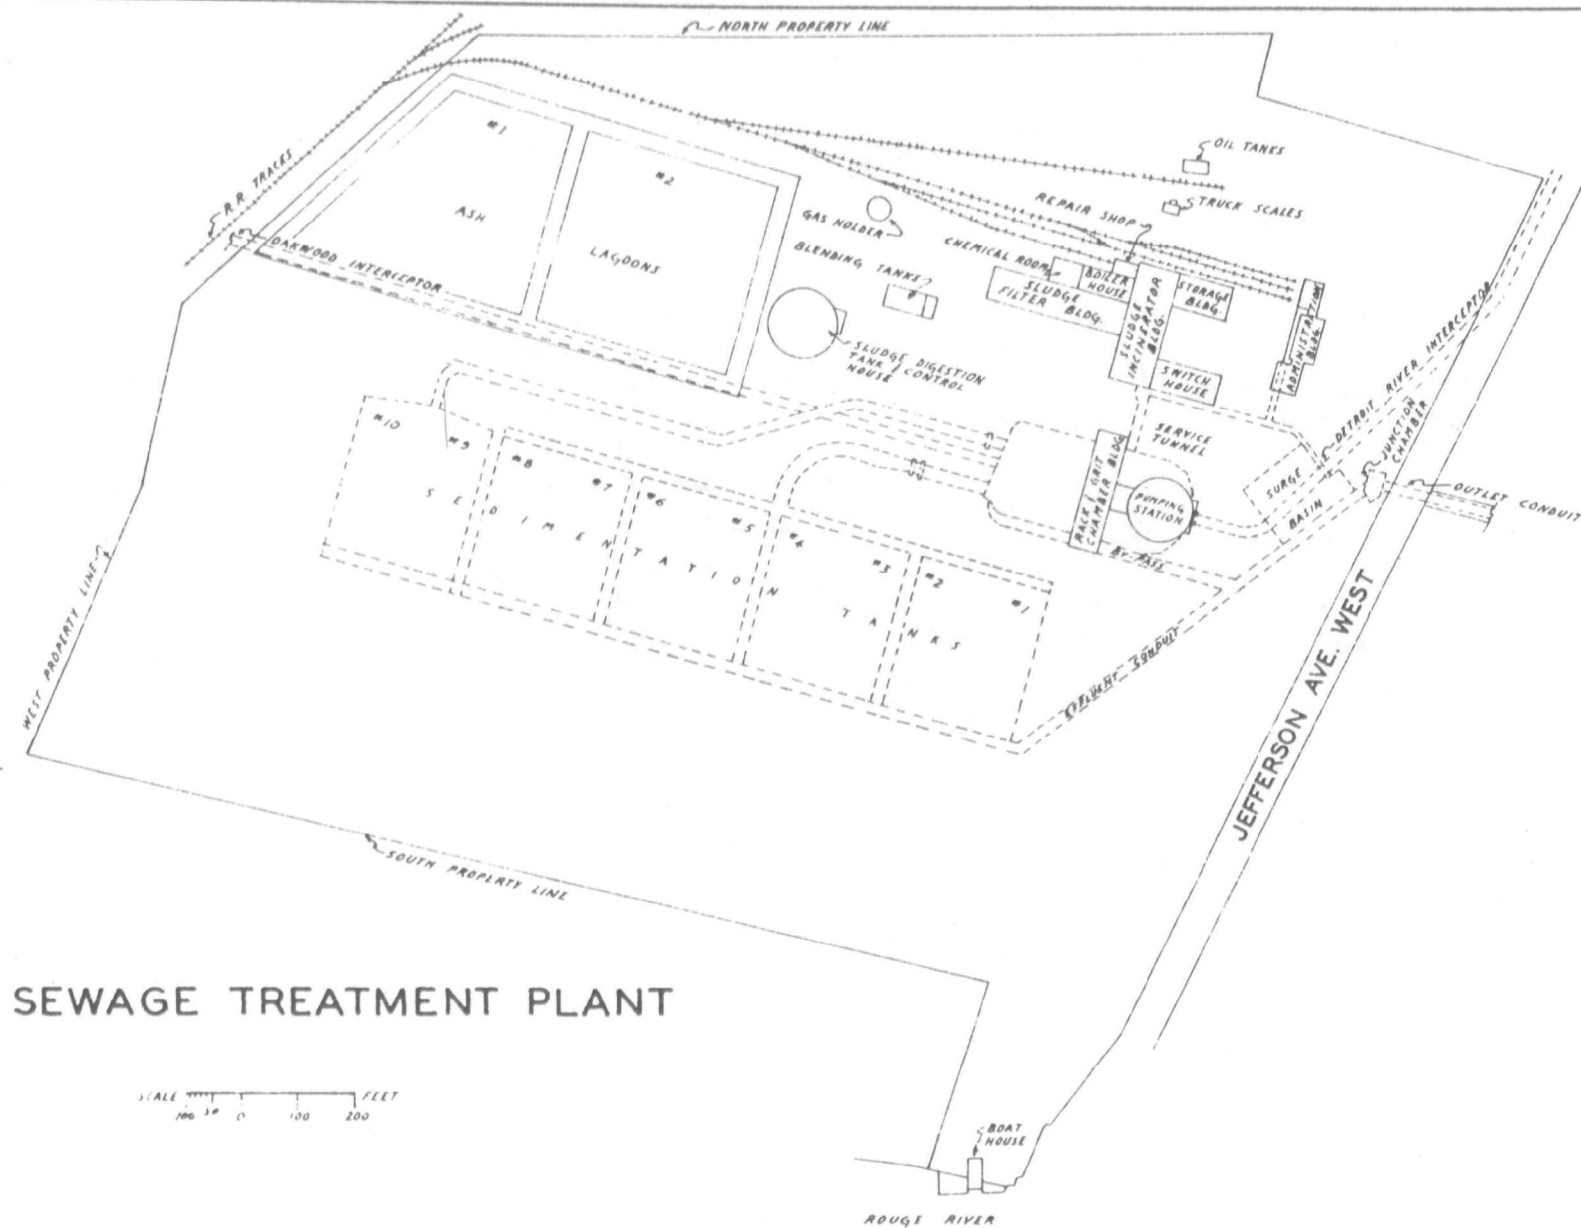 NORTH PROPERTY LINE
R.R. TRACKS
OAKWOOD INTERCEPTOR
#1
#2
ASH
LAGOONS
OIL TANKS
TRUCK SCALES
REPAIR SHOP
GAS HOLDER
BLENDING TANKS
CHEMICAL ROOM
BOILER
HOUSE
SLUDGE
FILTER BLDG.
STORAGE
BLDG.
SLUDGE
INCINERATOR
BLDG.
ADMINISTRATION
BLDG.
SLUDGE DIGESTION
TANK & CONTROL
HOUSE
SWITCH
HOUSE
DETROIT RIVER INTERCEPTOR
JUNCTION
CHAMBER
SERVICE
TUNNEL
SURGE
BASIN
OUTLET CONDUIT
RACK & GRIT
CHAMBER BLDG
PUMPING
STATION
BY-PASS
#10
#9
#8
#7
#6
#5
#4
#3
#2
#1
SEDIMENTATION TANKS
EFFLUENT CONDUIT
JEFFERSON AVE. WEST
WEST PROPERTY LINE
SOUTH PROPERTY LINE
SEWAGE TREATMENT PLANT
SCALE FEET
100 50 0 100 200
BOAT
HOUSE
ROUGE RIVER